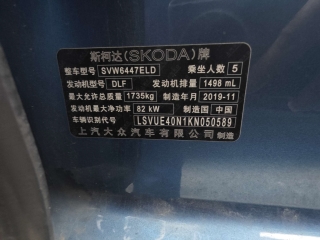 斯柯达(SKODA)牌
整车型号 SVW6447ELD 乘坐人数 5
发动机型号 DLF 发动机排量 1498 mL
最大允许总质量 1735kg 制造年月 2019-11
发动机最大净功率 82 kW 制造国 中国
车辆识别代号 LSVUE40N1KN050589
上汽大众汽车有限公司 制造